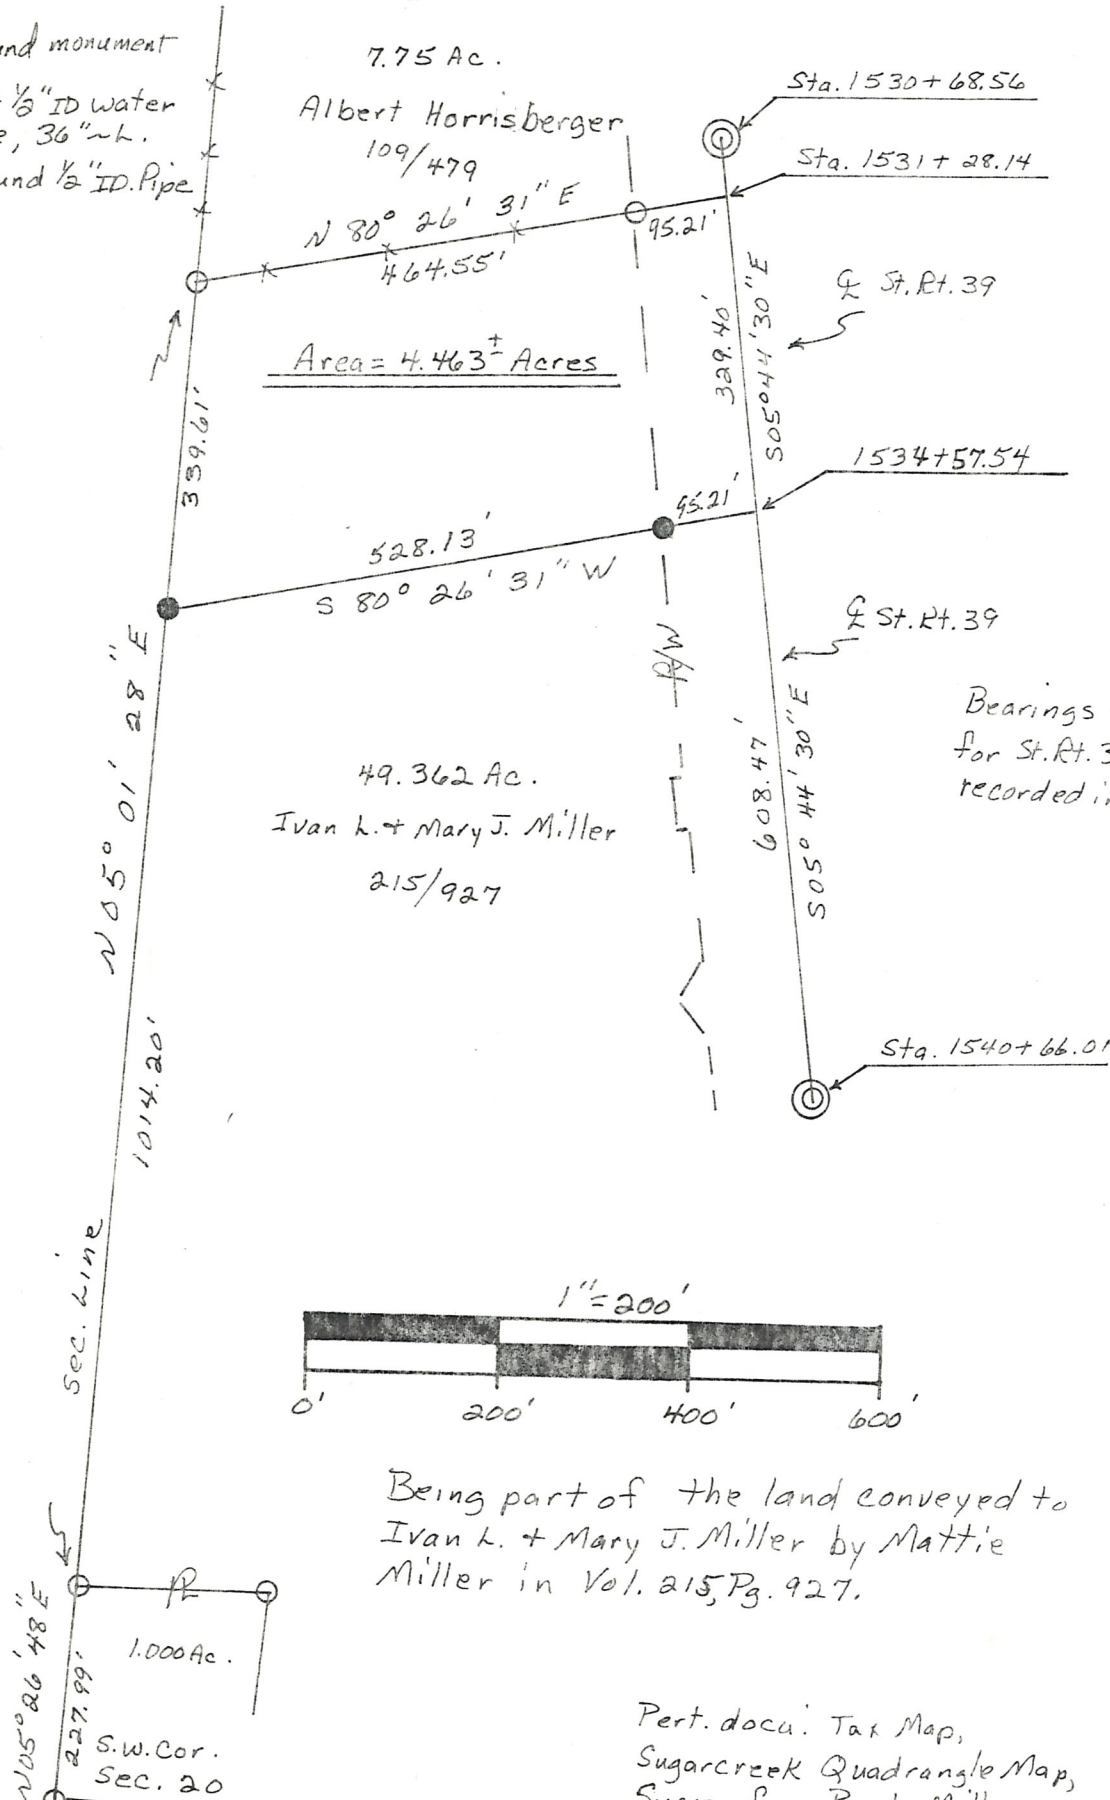 monument
1/2" ID water
36"~L.
1/2" ID. Pipe
7.75 Ac.
Albert Horrisberger
109/479
Sta. 1530+68.56
Sta. 1531+28.14
N 80° 26' 31" E
464.55'
95.21'
℄ St. Rt. 39
329.40'
S05°44'30"E
Area = 4.463± Acres
339.61'
1534+57.54
95.21'
528.13'
S 80° 26' 31" W
℄ St. Rt. 39
R/W
N 05° 01' 28" E
Bearings
for St. Rt.
recorded
608.47'
S05° 44' 30" E
49.362 Ac.
Ivan L. + Mary J. Miller
215/927
1014.20'
Sta. 1540+66.01
Sec. Line
1"=200'
0' 200' 400' 600'
Being part of the land conveyed to
Ivan L. + Mary J. Miller by Mattie
Miller in Vol. 215, Pg. 927.
PL
1.000 Ac.
N05°26'48"E
227.99'
S.W. Cor.
Sec. 20
Pert. docu: Tax Map,
Sugarcreek Quadrangle Map,